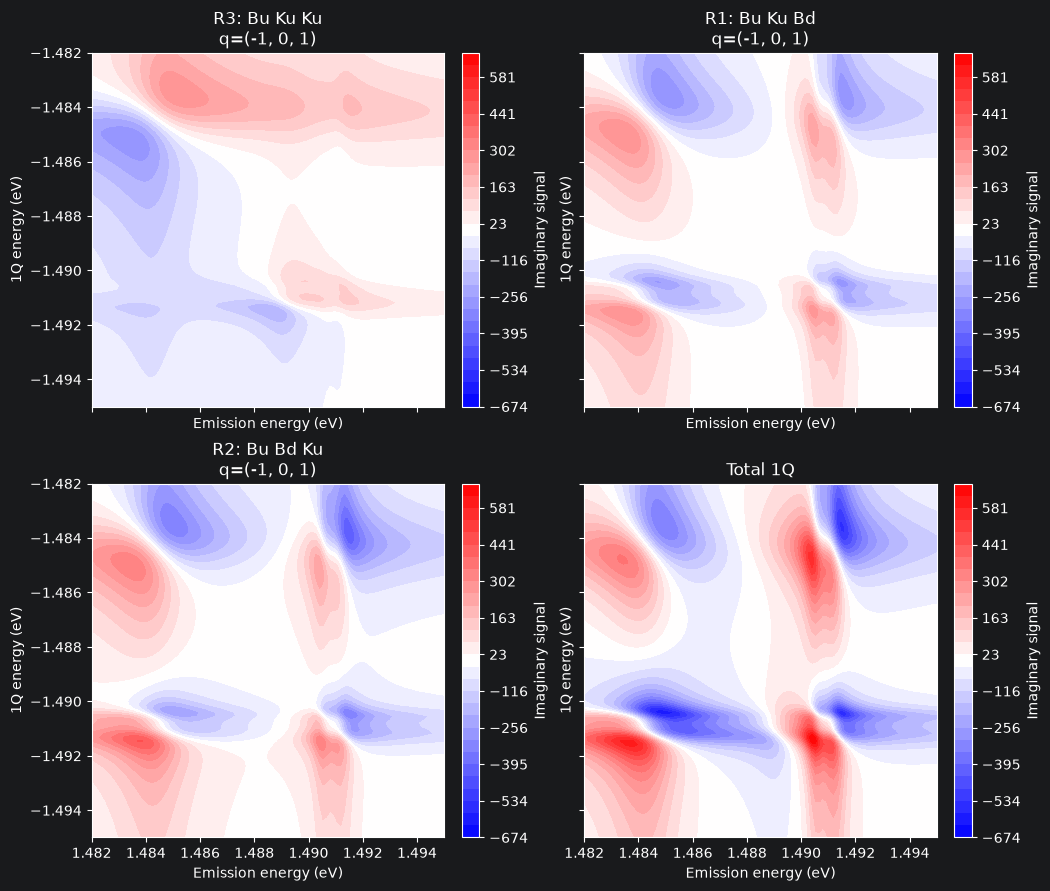 R3: Bu Ku Ku
q=(-1, 0, 1)
−1.482
−1.484
−1.486
−1.488
−1.490
−1.492
−1.494
1Q energy (eV)
Emission energy (eV)
581
441
302
163
23
−116
−256
−395
−534
−674
Imaginary signal
R1: Bu Ku Bd
q=(-1, 0, 1)
1Q energy (eV)
Emission energy (eV)
581
441
302
163
23
−116
−256
−395
−534
−674
Imaginary signal
R2: Bu Bd Ku
q=(-1, 0, 1)
−1.482
−1.484
−1.486
−1.488
−1.490
−1.492
−1.494
1Q energy (eV)
1.482 1.484 1.486 1.488 1.490 1.492 1.494
Emission energy (eV)
581
441
302
163
23
−116
−256
−395
−534
−674
Imaginary signal
Total 1Q
1Q energy (eV)
1.482 1.484 1.486 1.488 1.490 1.492 1.494
Emission energy (eV)
581
441
302
163
23
−116
−256
−395
−534
−674
Imaginary signal